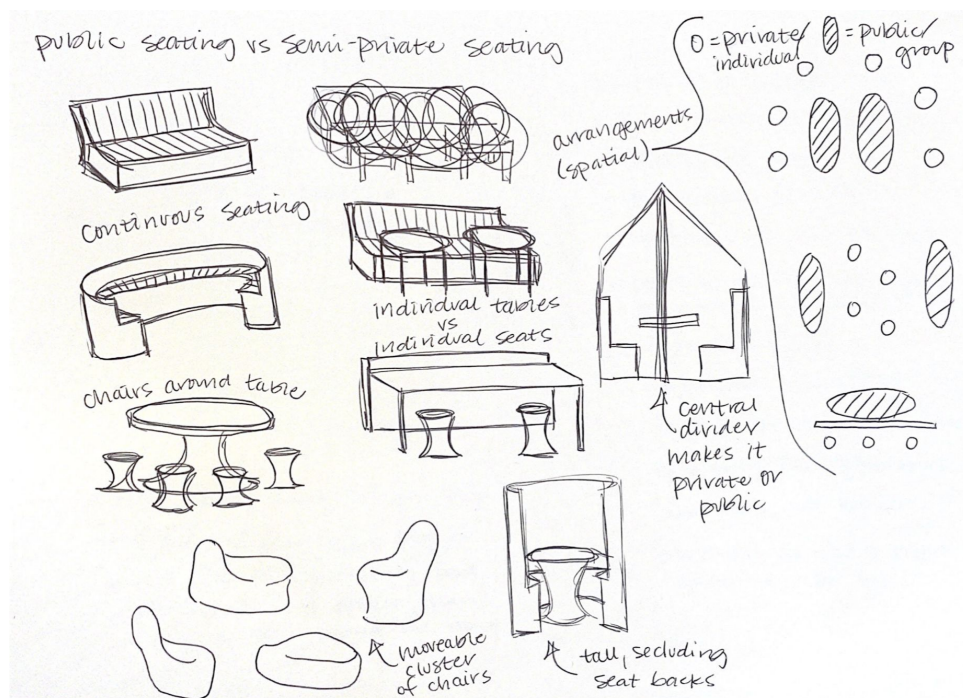 public seating vs semi-private seating
O = private/
individual
= public/
group
arrangements
(spatial)
continuous seating
individual tables
vs
individual seats
chairs around table
central
divider
makes it
private or
public
moveable
cluster
of chairs
tall, secluding
seat backs